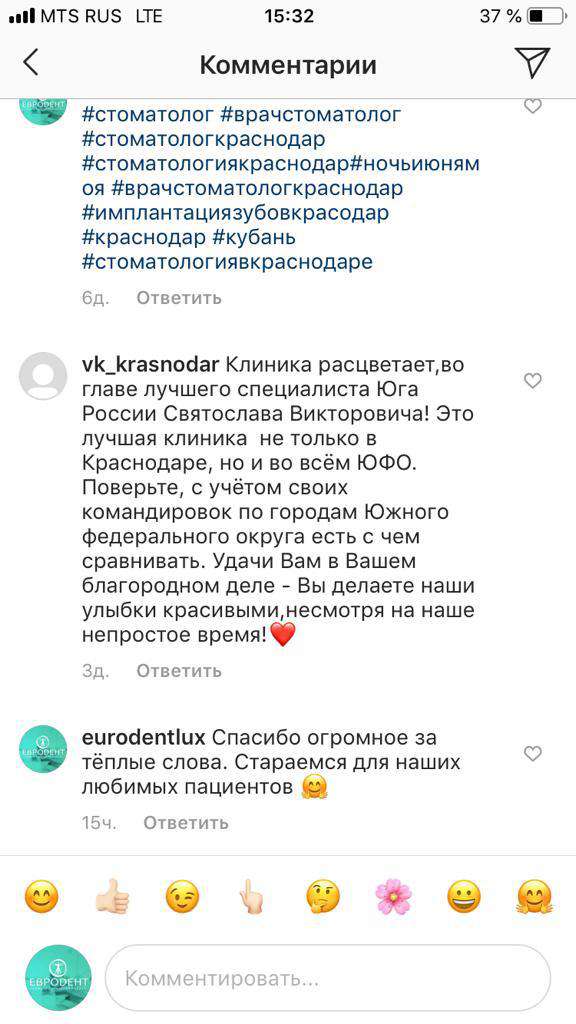 MTS RUS LTE 15:32 37 %
Комментарии
#стоматолог #врачстоматолог
#стоматологкраснодар
#стоматологиякраснодар#ночьиюням
оя #врачстоматологкраснодар
#имплантациязубовкрасодар
#краснодар #кубань
#стоматологиявкраснодаре
6д. Ответить
vk_krasnodar Клиника расцветает,во
главе лучшего специалиста Юга
России Святослава Викторовича! Это
лучшая клиника не только в
Краснодаре, но и во всём ЮФО.
Поверьте, с учётом своих
командировок по городам Южного
федерального округа есть с чем
сравнивать. Удачи Вам в Вашем
благородном деле - Вы делаете наши
улыбки красивыми,несмотря на наше
непростое время!❤️
3д. Ответить
ЕВРОДЕНТ
eurodentlux Спасибо огромное за
тёплые слова. Стараемся для наших
любимых пациентов 🤗
15ч. Ответить
ЕВРОДЕНТ
Комментировать...